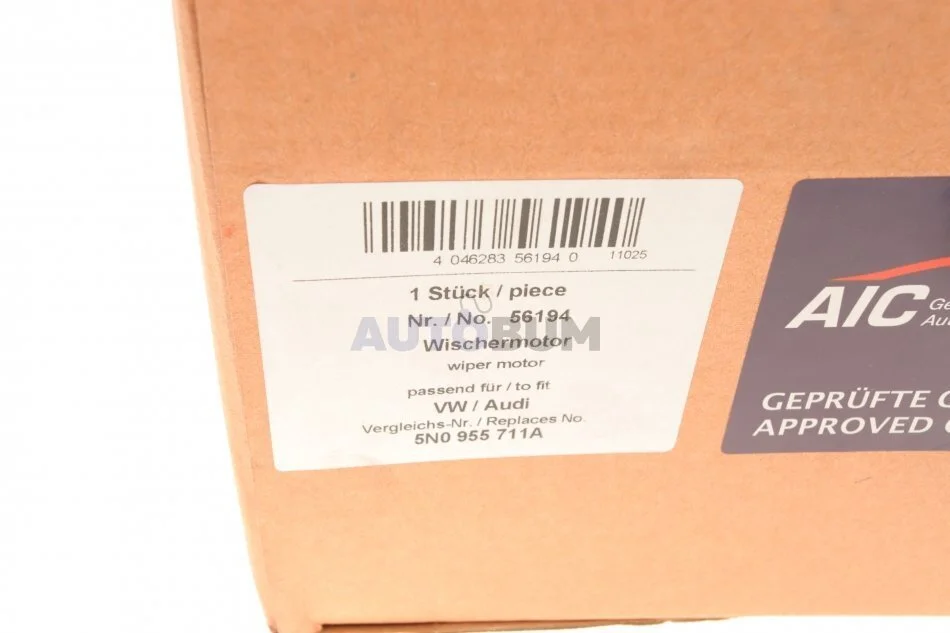 4 046283 56194 0 11025
1 Stück / piece
Nr. / No. 56194
AUTOBUM
Wischermotor
wiper motor
passend für / to fit
VW / Audi
Vergleichs-Nr. / Replaces No.
5N0 955 711A
AIC
GEPRÜFTE
APPROVED